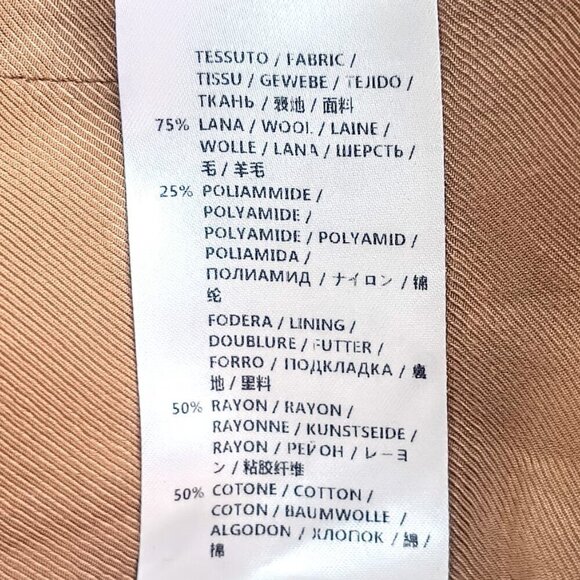 TESSUTO / FABRIC /
TISSU / GEWEBE / TEJIDO /
ТКАНЬ / 表地 / 面料
75% LANA / WOOL / LAINE /
WOLLE / LANA / ШЕРСТЬ /
毛 / 羊毛
25% POLIAMMIDE /
POLYAMIDE /
POLYAMIDE / POLYAMID /
POLIAMIDA /
ПОЛИАМИД / ナイロン / 锦
纶
FODERA / LINING /
DOUBLURE / FUTTER /
FORRO / ПОДКЛАДКА / 裏
地 / 里料
50% RAYON / RAYON /
RAYONNE / KUNSTSEIDE /
RAYON / РЕЙОН / レーヨ
ン / 粘胶纤维
50% COTONE / COTTON /
COTON / BAUMWOLLE /
ALGODON / ХЛОПОК / 綿 /
棉